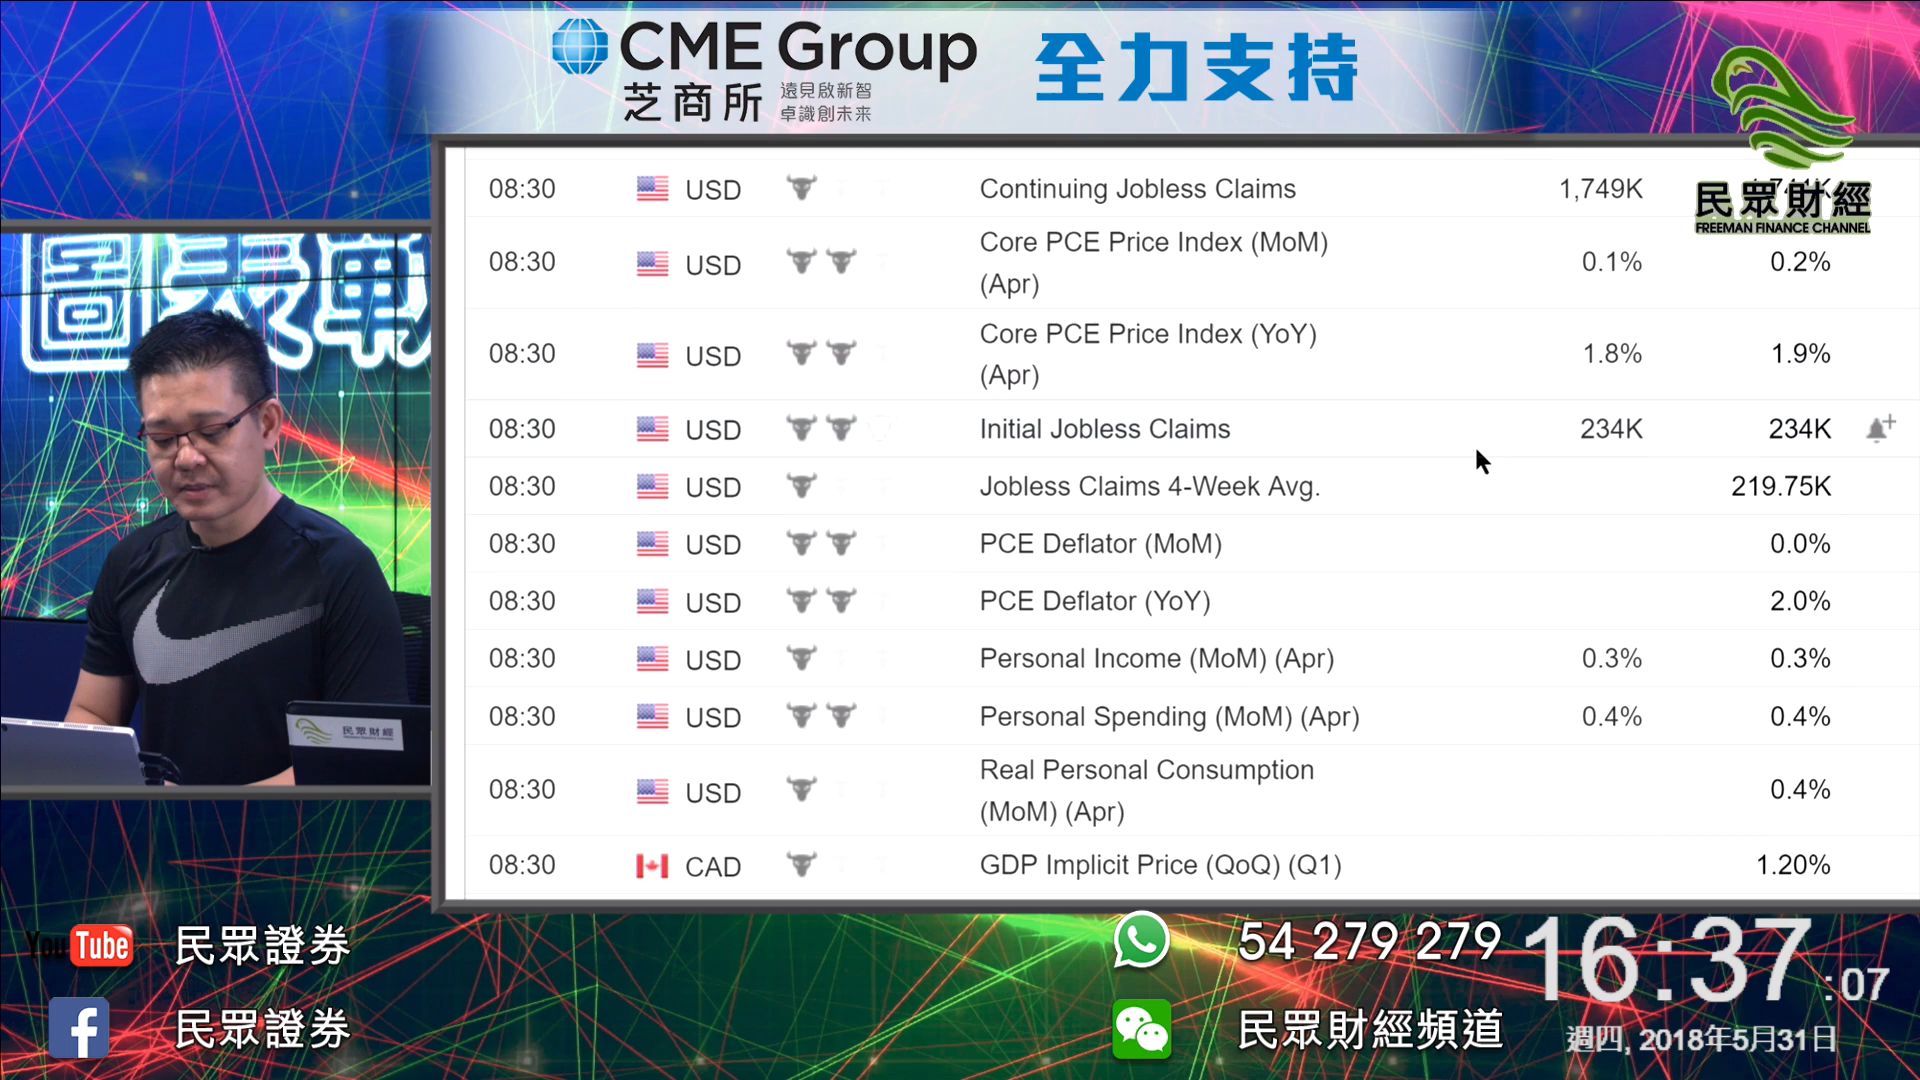 CME Group
芝商所
遠見啟新智
卓識創未來
全力支持
民眾財經
FREEMAN FINANCE CHANNEL
圖表戰
08:30 USD Continuing Jobless Claims 1,749K
08:30 USD Core PCE Price Index (MoM) (Apr) 0.1% 0.2%
08:30 USD Core PCE Price Index (YoY) (Apr) 1.8% 1.9%
08:30 USD Initial Jobless Claims 234K 234K
08:30 USD Jobless Claims 4-Week Avg. 219.75K
08:30 USD PCE Deflator (MoM) 0.0%
08:30 USD PCE Deflator (YoY) 2.0%
08:30 USD Personal Income (MoM) (Apr) 0.3% 0.3%
08:30 USD Personal Spending (MoM) (Apr) 0.4% 0.4%
08:30 USD Real Personal Consumption (MoM) (Apr) 0.4%
08:30 CAD GDP Implicit Price (QoQ) (Q1) 1.20%
民眾財經
YouTube 民眾證券
f 民眾證券
54 279 279
民眾財經頻道
16:37:07
週四, 2018年5月31日